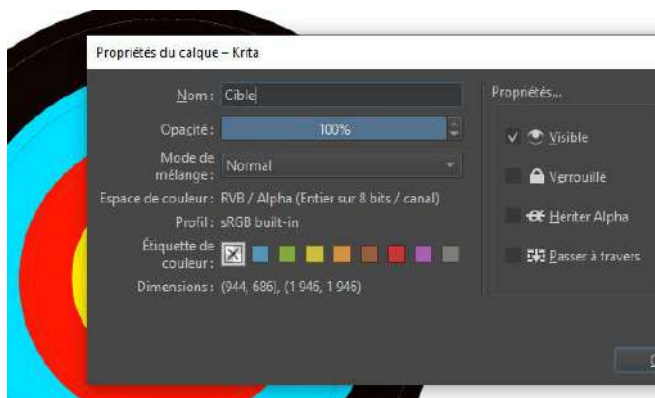 Propriétés du calque – Krita
Nom : Cible
Propriétés...
Opacité : 100%
Visible
Mode de
mélange : Normal
Verrouillé
Espace de couleur : RVB / Alpha (Entier sur 8 bits / canal)
Profil : sRGB built-in
Hériter Alpha
Étiquette de
couleur :
Passer à travers
Dimensions : (944, 686), (1 946, 1 946)